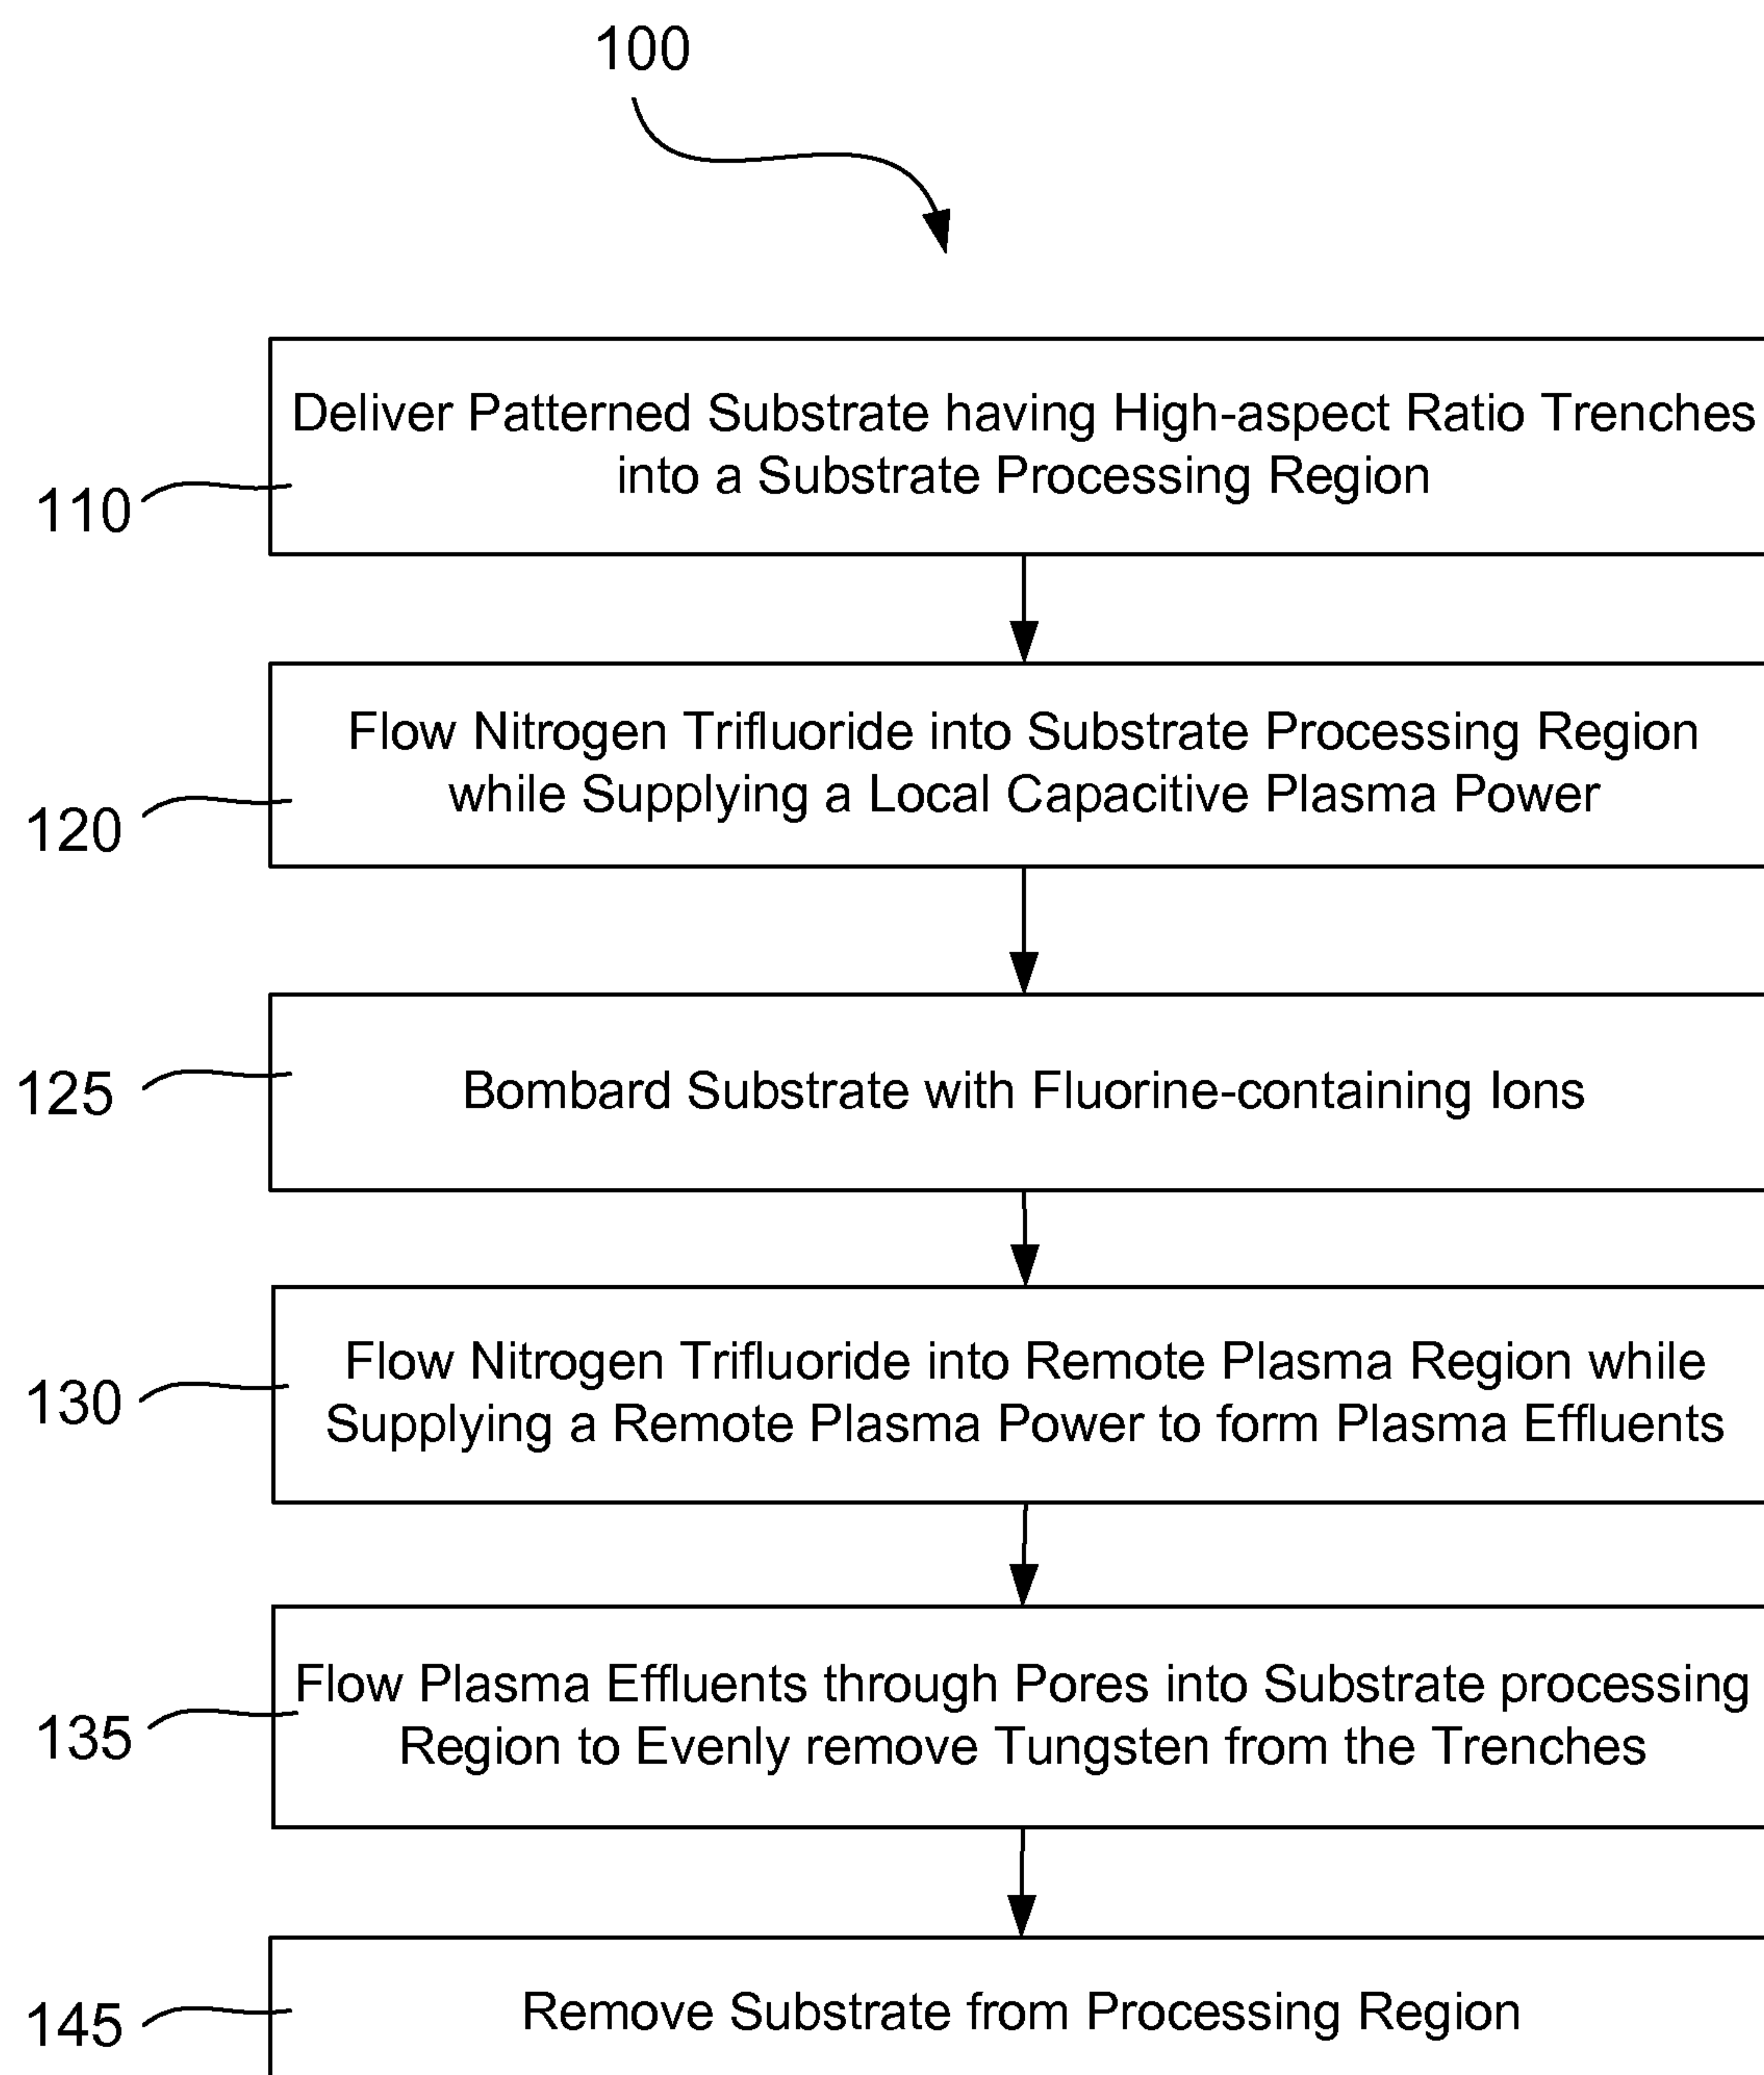 100
Deliver Patterned Substrate having High-aspect Ratio Trenches
into a Substrate Processing Region
110
Flow Nitrogen Trifluoride into Substrate Processing Region
while Supplying a Local Capacitive Plasma Power
120
Bombard Substrate with Fluorine-containing Ions
125
Flow Nitrogen Trifluoride into Remote Plasma Region while
Supplying a Remote Plasma Power to form Plasma Effluents
130
Flow Plasma Effluents through Pores into Substrate processing
Region to Evenly remove Tungsten from the Trenches
135
Remove Substrate from Processing Region
145